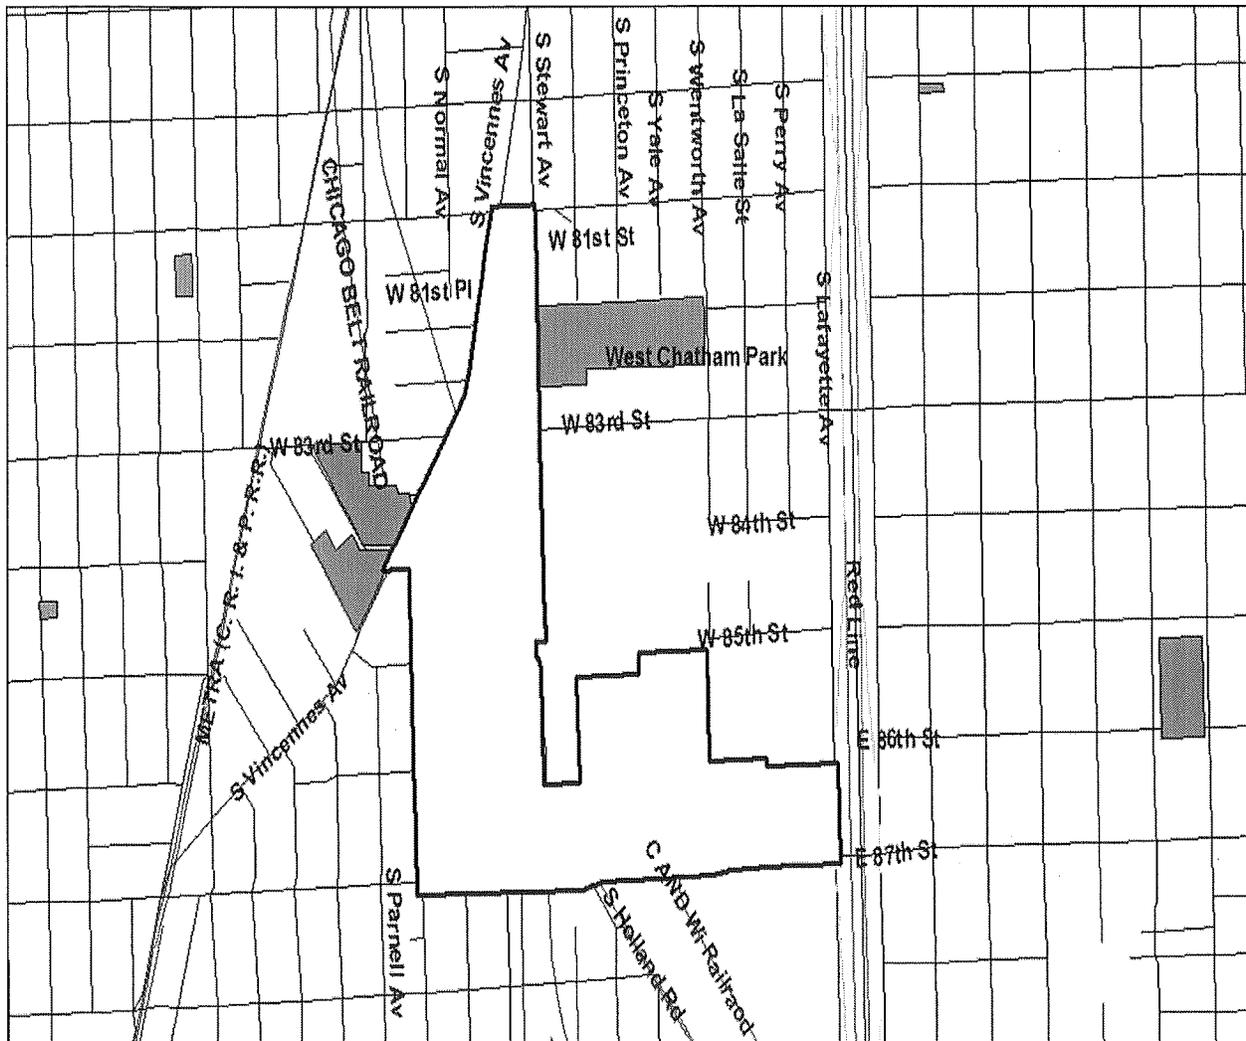 S Normal Av
S Vincennes Av
S Stewart Av
S Princeton Av
S Yale Av
S Wentworth Av
S La Salle St
S Perry Av
CHICAGO BELT RAILROAD
W 81st St
W 81st Pl
S Lafayette Av
West Chatham Park
W 83rd St
W 83rd St
METRA (C. R. I. & P. R.R.)
W 84th St
Red Line
W 85th St
S Vincennes Av
E 86th St
E 87th St
S Parnell Av
C AND Wi Railraod
S Holland Rd